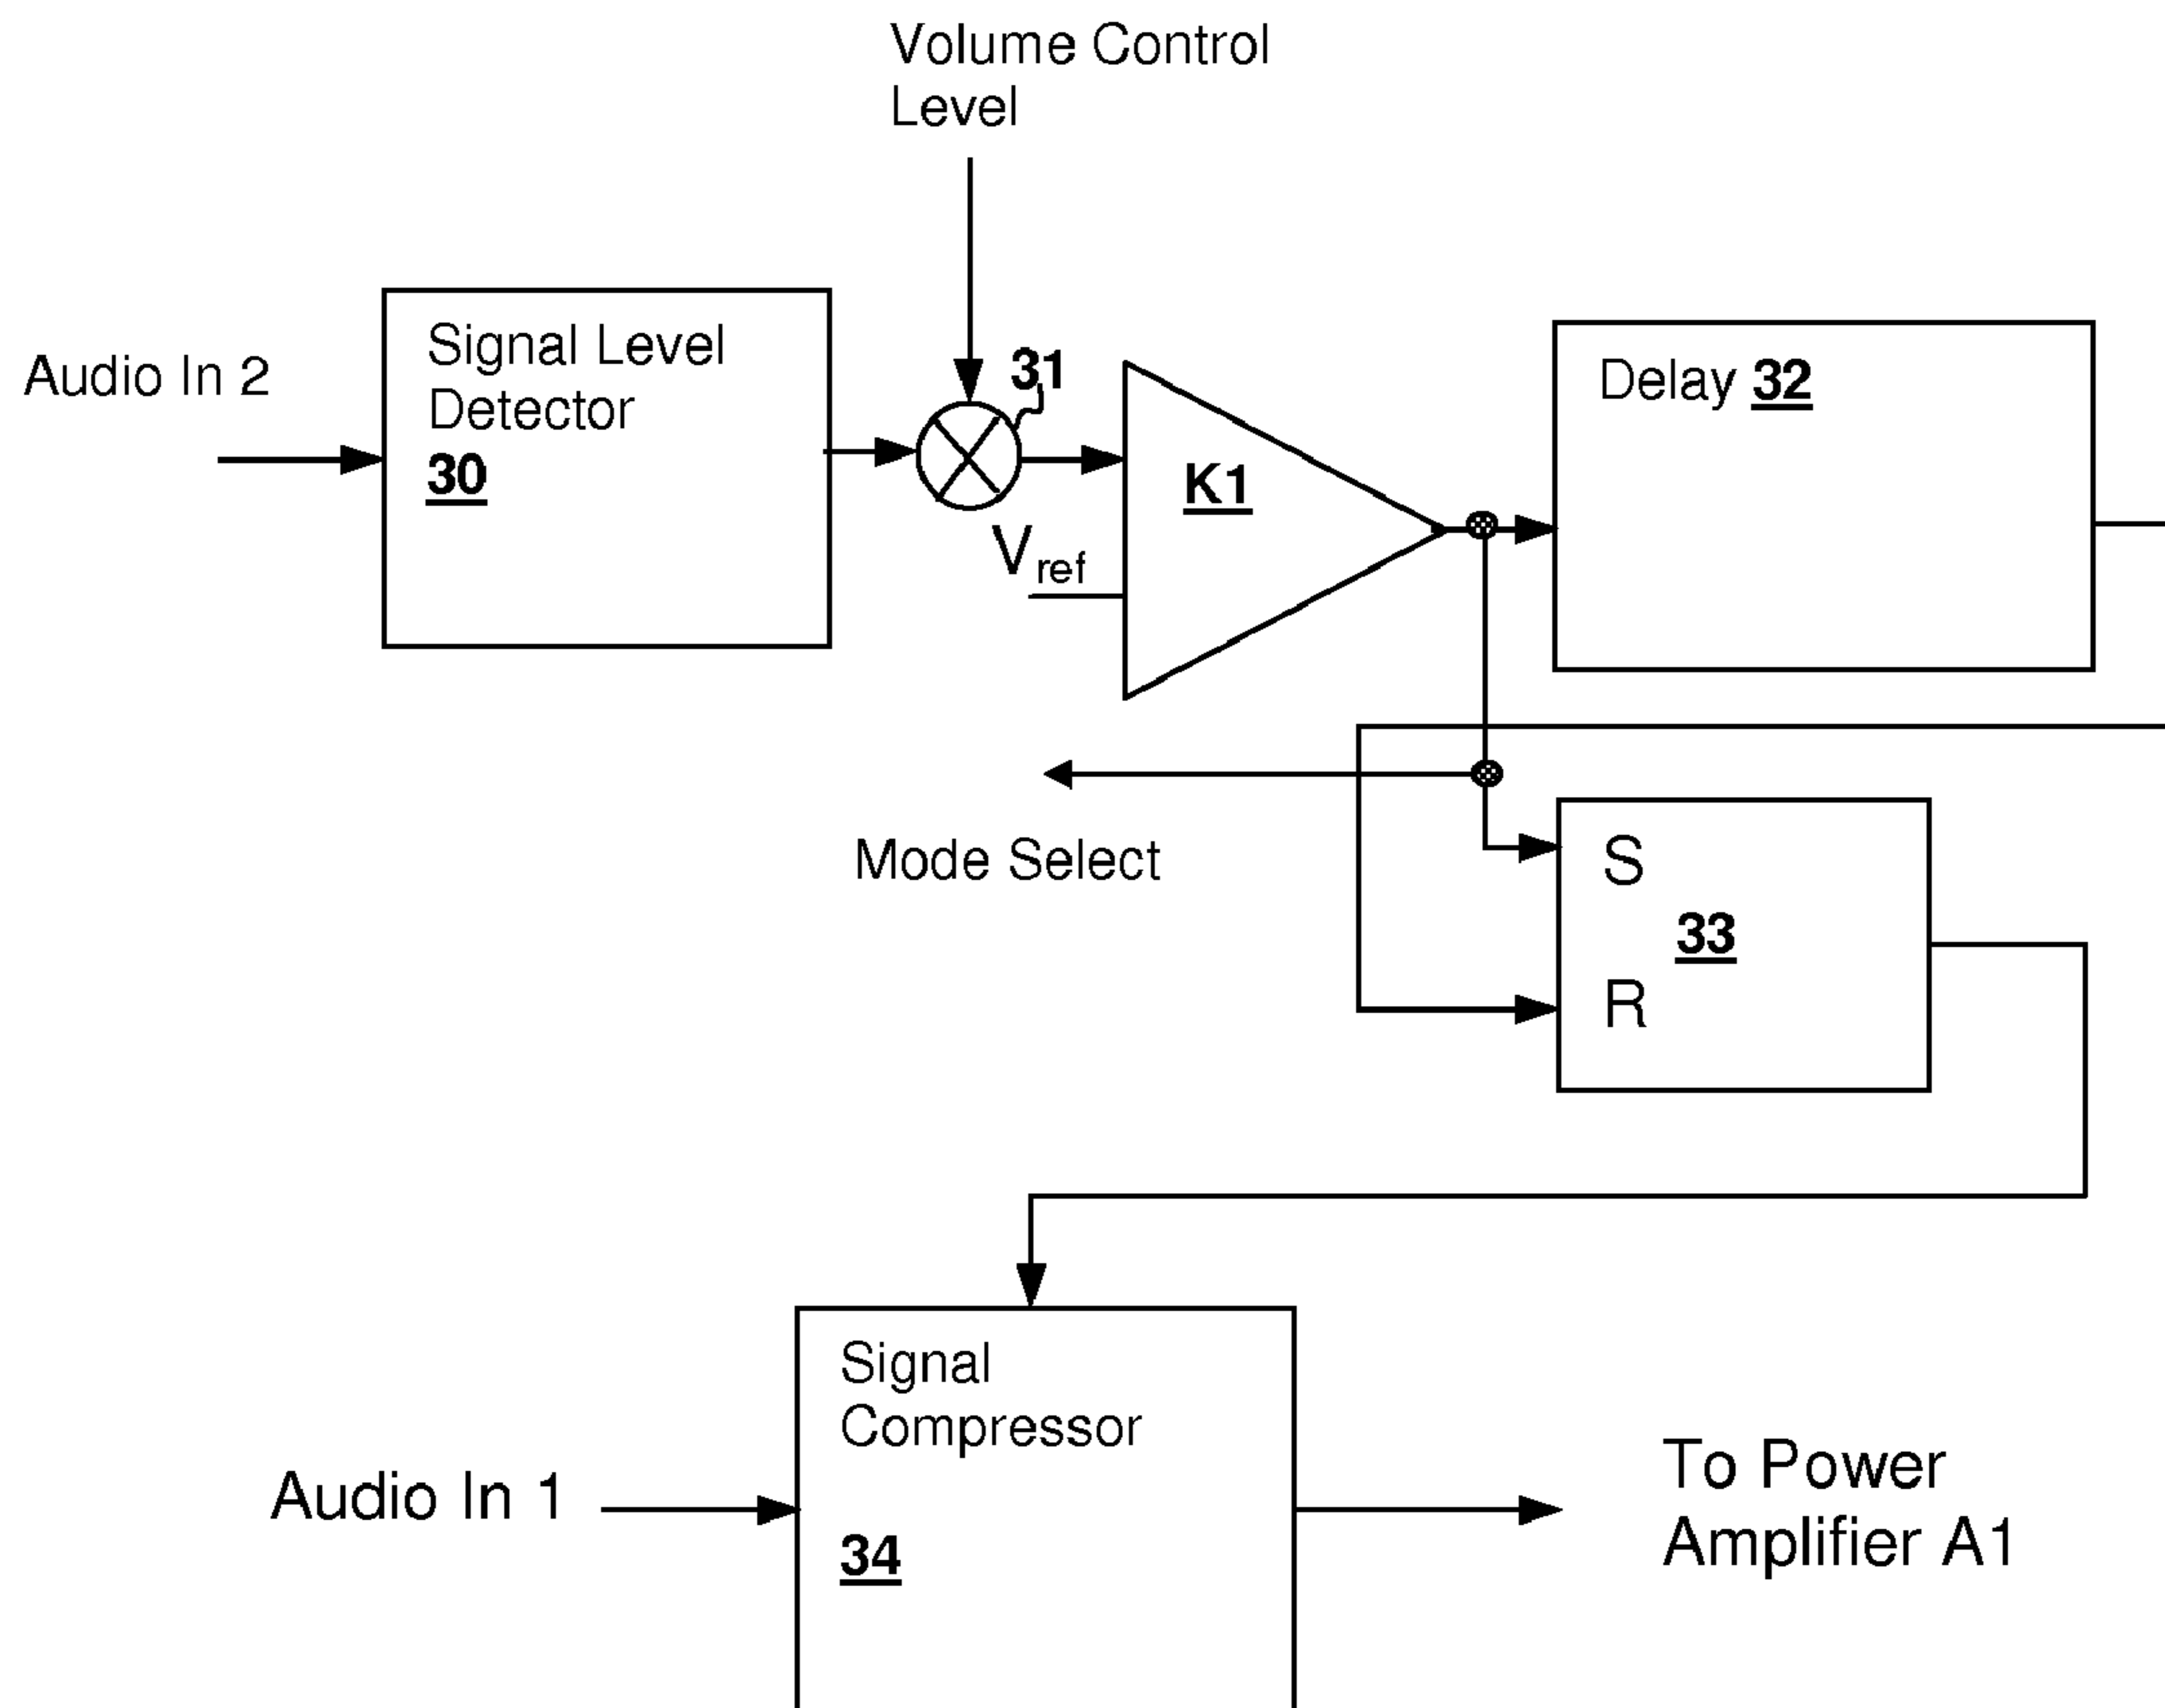 Volume Control
Level
Audio In 2
Signal Level
Detector
30
31
K1
Vref
Delay 32
Mode Select
S
33
R
Signal
Compressor
34
Audio In 1
To Power
Amplifier A1